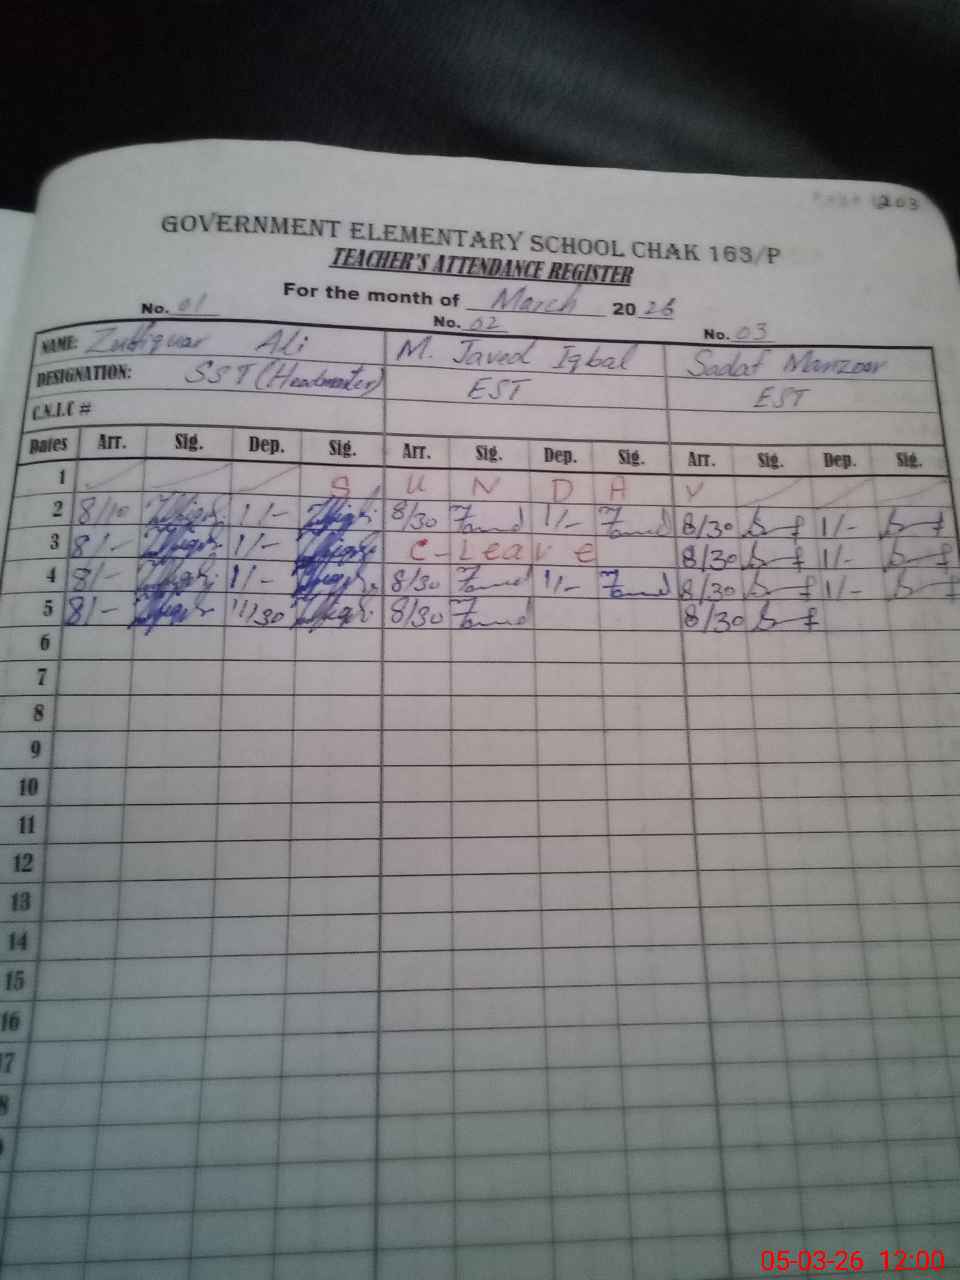 1203
GOVERNMENT ELEMENTARY SCHOOL CHAK 163/P
TEACHER'S ATTENDANCE REGISTER
For the month of March 2026
No. 01 No. 02 No. 03
NAME: Zulfiquar Ali M. Javed Iqbal Sadaf Manzoor
DESIGNATION: SST (Headmaster) EST EST
C.N.I.C #
Dates Arr. Sig. Dep. Sig. Arr. Sig. Dep. Sig. Arr. Sig. Dep. Sig.
1 S U N D A Y
2 8/10 1/- 8/30 1/- 8/30 1/-
3 8/- 1/- C-Leave 8/30 1/-
4 8/- 1/- 8/30 1/- 8/30 1/-
5 8/- 11/30 8/30 8/30
6
7
8
9
10
11
12
13
14
15
16
17
8
05-03-26 12:00